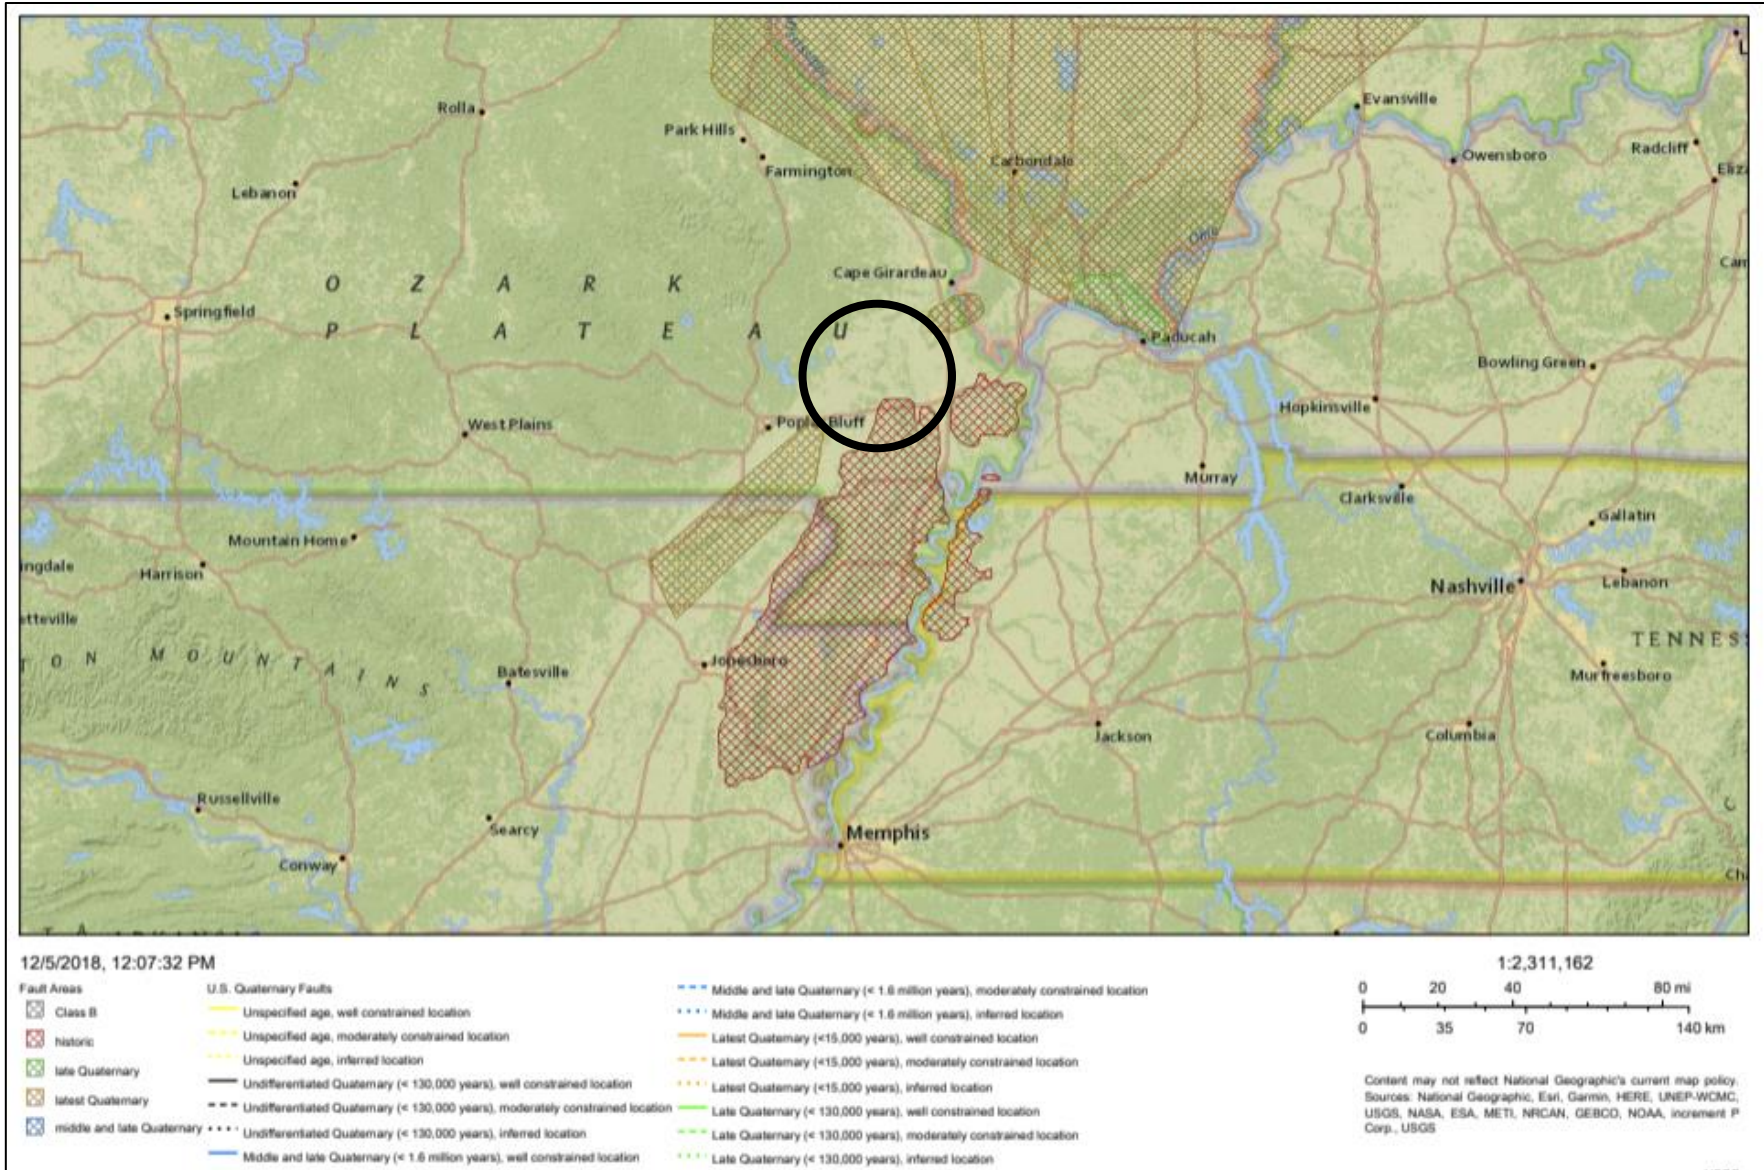 Rolla
Park Hills
Farmington
Carbondale
Evansville
Owensboro
Radcliff
Eliz
Lebanon
Ohio
Cape Girardeau
Cam
O Z A R K
P L A T E A U
Springfield
Paducah
Bowling Green
Hopkinsville
West Plains
Poplar Bluff
Murray
Clarksville
Gallatin
Mountain Home
Harrison
ingdale
Nashville
Lebanon
etteville
TENNES
T O N M O U N T A I N S
Jonesboro
Batesville
Murfreesboro
Jackson
Columbia
Russellville
Searcy
Memphis
Conway
Ch
12/5/2018, 12:07:32 PM
1:2,311,162
Fault Areas
Class B
historic
late Quaternary
latest Quaternary
middle and late Quaternary
U.S. Quaternary Faults
Unspecified age, well constrained location
Unspecified age, moderately constrained location
Unspecified age, inferred location
Undifferentiated Quaternary (< 130,000 years), well constrained location
Undifferentiated Quaternary (< 130,000 years), moderately constrained location
Undifferentiated Quaternary (< 130,000 years), inferred location
Middle and late Quaternary (< 1.6 million years), well constrained location
Middle and late Quaternary (< 1.6 million years), moderately constrained location
Middle and late Quaternary (< 1.6 million years), inferred location
Latest Quaternary (<15,000 years), well constrained location
Latest Quaternary (<15,000 years), moderately constrained location
Latest Quaternary (<15,000 years), inferred location
Late Quaternary (< 130,000 years), well constrained location
Late Quaternary (< 130,000 years), moderately constrained location
Late Quaternary (< 130,000 years), inferred location
0 20 40 80 mi
0 35 70 140 km
Content may not reflect National Geographic's current map policy.
Sources: National Geographic, Esri, Garmin, HERE, UNEP-WCMC,
USGS, NASA, ESA, METI, NRCAN, GEBCO, NOAA, increment P
Corp., USGS